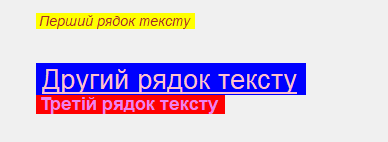 Перший рядок тексту
Другий рядок тексту
Третій рядок тексту